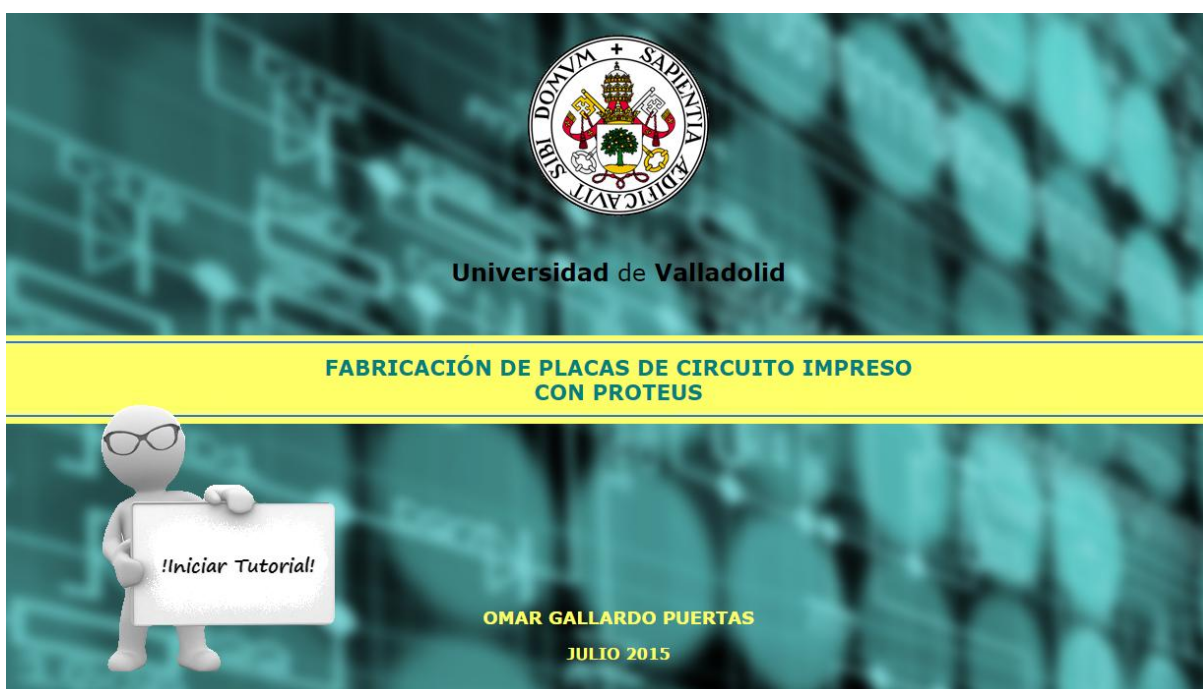 SAPIENTIA ÆDIFICAVIT SIBI DOMVM +
Universidad de Valladolid
FABRICACIÓN DE PLACAS DE CIRCUITO IMPRESO
CON PROTEUS
!Iniciar Tutorial!
OMAR GALLARDO PUERTAS
JULIO 2015